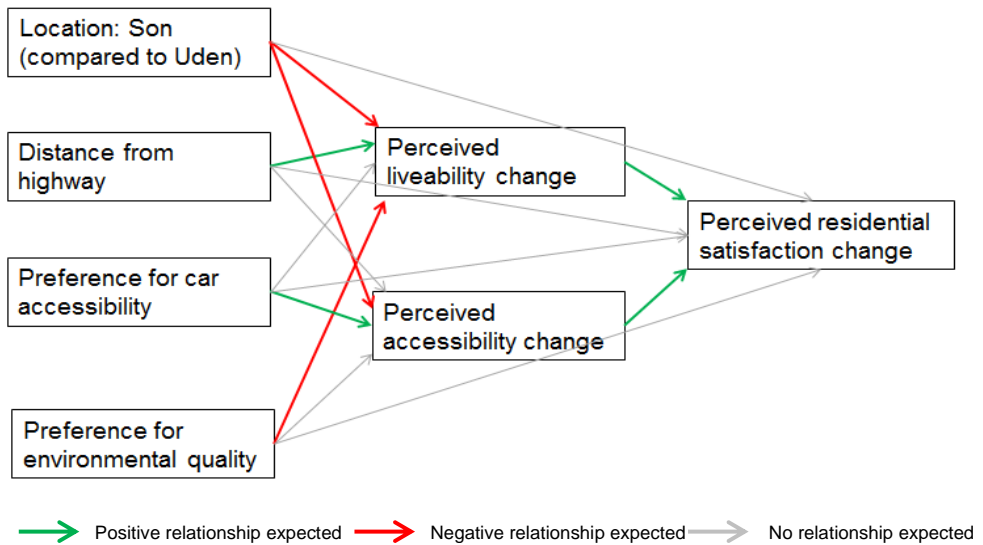 Location: Son
(compared to Uden)
Distance from
highway
Preference for car
accessibility
Preference for
environmental quality
Perceived
liveability change
Perceived
accessibility change
Perceived residential
satisfaction change
Positive relationship expected
Negative relationship expected
No relationship expected